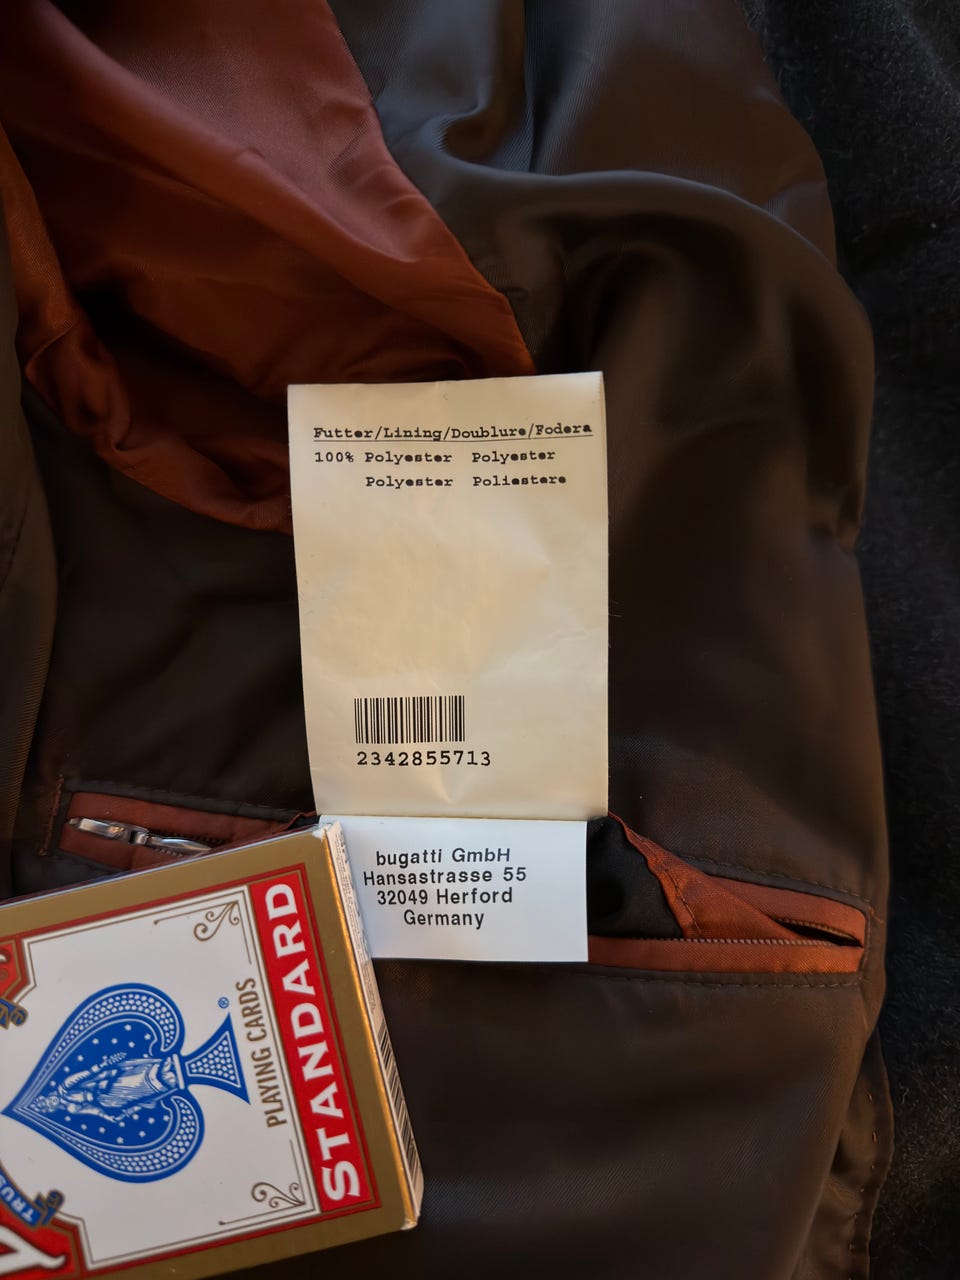 Futter/Lining/Doublure/Fodera
100% Polyester Polyester
Polyester Poliestere
2342855713
bugatti GmbH
Hansastrasse 55
32049 Herford
Germany
STANDARD
PLAYING CARDS
®